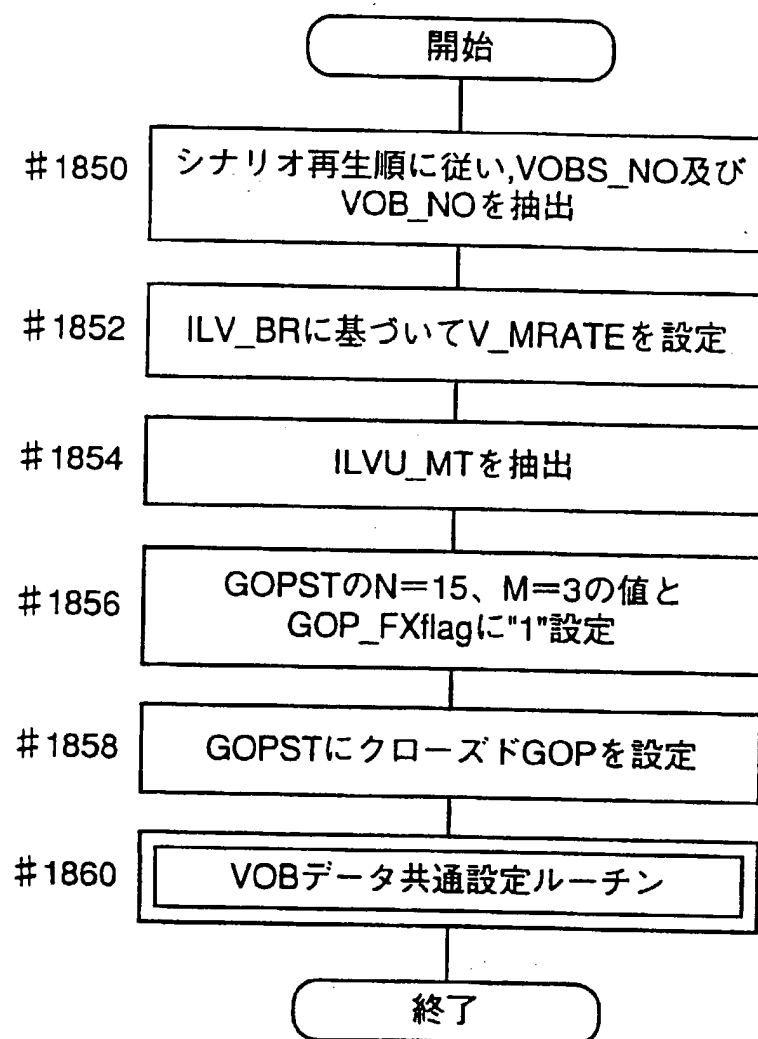 開始
#1850
シナリオ再生順に従い,VOBS_NO及び
VOB_NOを抽出
#1852
ILV_BRに基づいてV_MRATEを設定
#1854
ILVU_MTを抽出
#1856
GOPSTのN=15、M=3の値と
GOP_FXflagに"1"設定
#1858
GOPSTにクローズドGOPを設定
#1860
VOBデータ共通設定ルーチン
終了